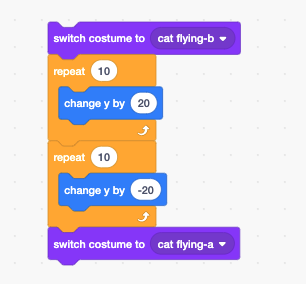 switch costume to cat flying-b
repeat 10
change y by 20
repeat 10
change y by -20
switch costume to cat flying-a